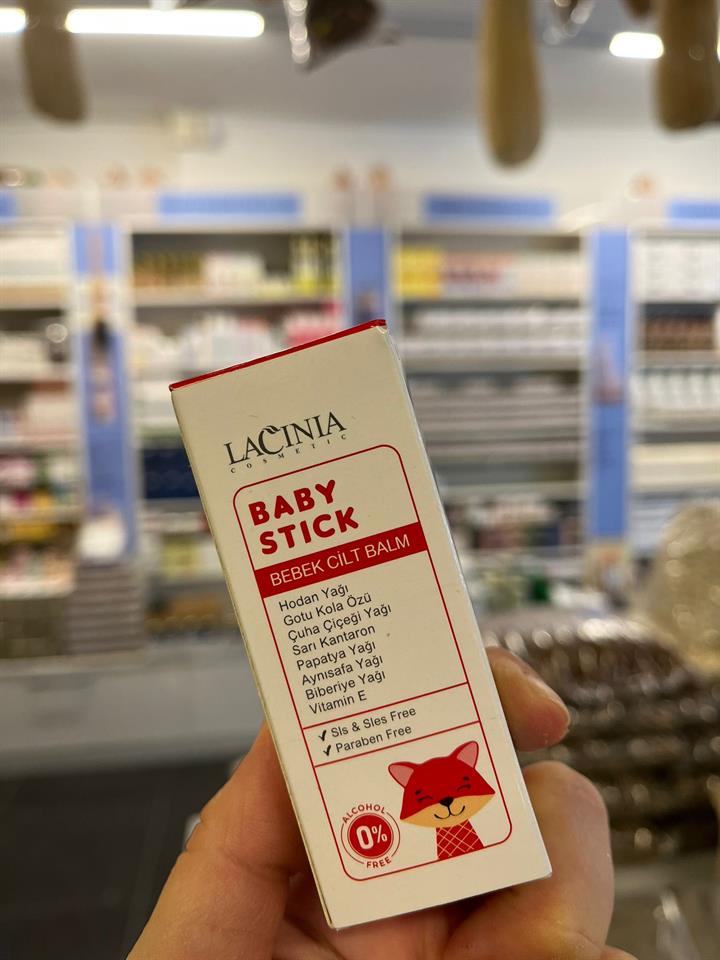 LACINIA
COSMETIC
BABY
STICK
BEBEK CİLT BALM
Hodan Yağı
Gotu Kola Özü
Çuha Çiçeği Yağı
Sarı Kantaron
Papatya Yağı
Aynısafa Yağı
Biberiye Yağı
Vitamin E
✓ Sls & Sles Free
✓ Paraben Free
ALCOHOL
0%
FREE